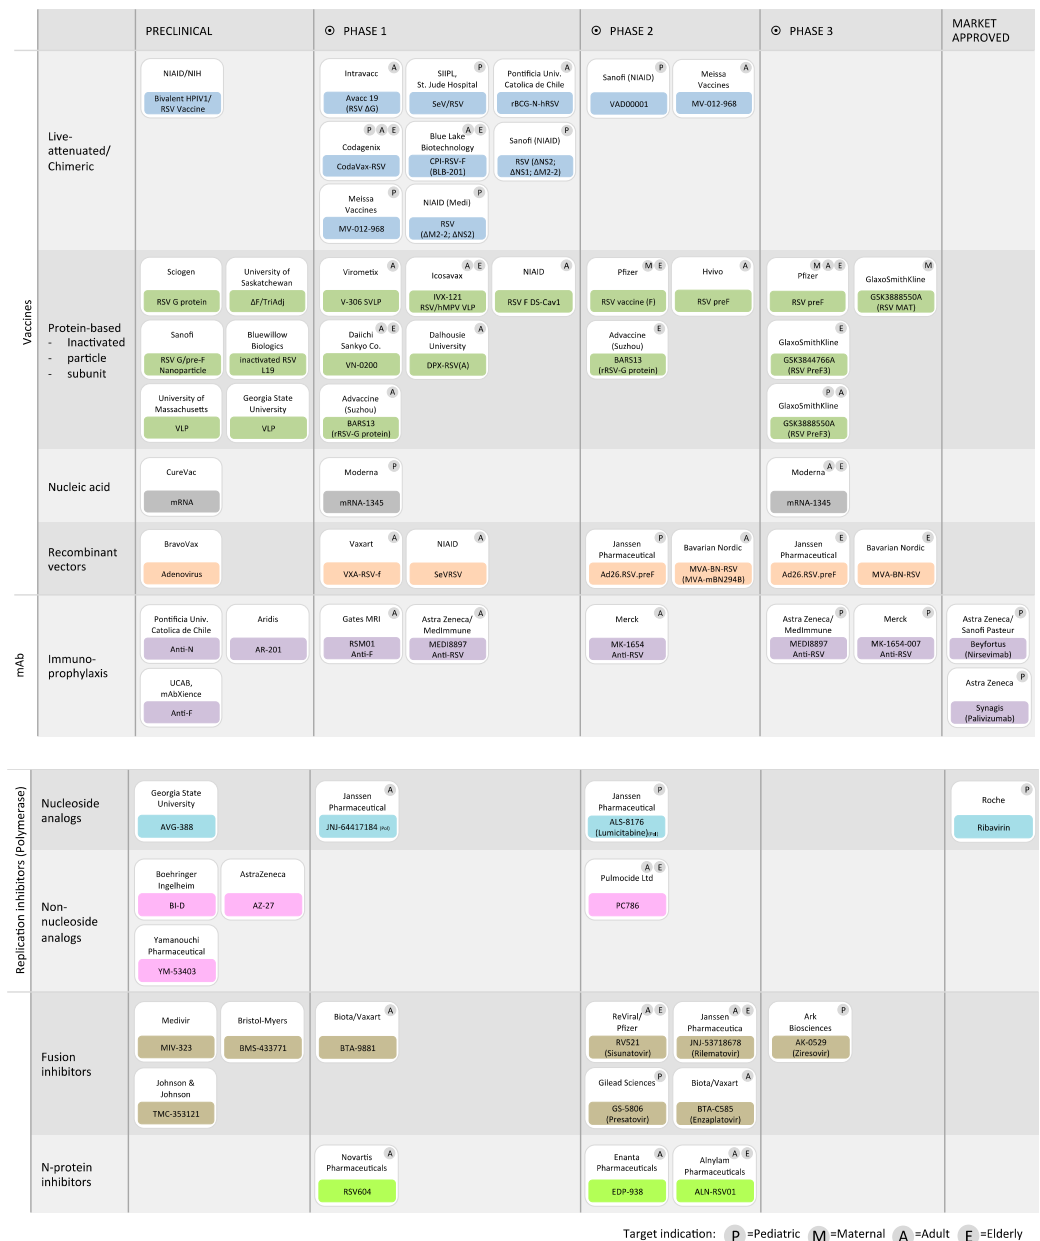 PRECLINICAL
PHASE 1
PHASE 2
PHASE 3
MARKET
APPROVED
Vaccines
Live-
attenuated/
Chimeric
NIAID/NIH
Bivalent HPIV1/
RSV Vaccine
Intravacc
A
Avacc 19
(RSV ΔG)
SIIPL,
St. Jude Hospital
P
SeV/RSV
Pontificia Univ.
Catolica de Chile
A
rBCG-N-hRSV
Sanofi (NIAID)
P
VAD00001
Meissa
Vaccines
A
MV-012-968
P A E
Codagenix
CodaVax-RSV
A E
Blue Lake
Biotechnology
CPI-RSV-F
(BLB-201)
P
Sanofi (NIAID)
RSV (ΔNS2;
ΔNS1; ΔM2-2)
P
Meissa
Vaccines
MV-012-968
P
NIAID (Medi)
RSV
(ΔM2-2; ΔNS2)
Protein-based
- Inactivated
- particle
- subunit
Sciogen
RSV G protein
University of
Saskatchewan
ΔF/TriAdj
Virometix
A
V-306 SVLP
A E
Icosavax
IVX-121
RSV/hMPV VLP
NIAID
A
RSV F DS-Cav1
M E
Pfizer
RSV vaccine (F)
Hvivo
A
RSV preF
M A E
Pfizer
RSV preF
M
GlaxoSmithKline
GSK3888550A
(RSV MAT)
Sanofi
RSV G/pre-F
Nanoparticle
Bluewillow
Biologics
inactivated RSV
L19
A E
Daiichi
Sankyo Co.
VN-0200
Dalhousie
University
A
DPX-RSV(A)
E
Advaccine
(Suzhou)
BARS13
(rRSV-G protein)
E
GlaxoSmithKline
GSK3844766A
(RSV PreF3)
University of
Massachusetts
VLP
Georgia State
University
VLP
Advaccine
(Suzhou)
A
BARS13
(rRSV-G protein)
P A
GlaxoSmithKline
GSK3888550A
(RSV PreF3)
Nucleic acid
CureVac
mRNA
Moderna
P
mRNA-1345
A E
Moderna
mRNA-1345
Recombinant
vectors
BravoVax
Adenovirus
Vaxart
A
VXA-RSV-f
NIAID
A
SeVRSV
Janssen
Pharmaceutical
P
Ad26.RSV.preF
Bavarian Nordic
A
MVA-BN-RSV
(MVA-mBN294B)
Janssen
Pharmaceutical
E
Ad26.RSV.preF
Bavarian Nordic
E
MVA-BN-RSV
mAb
Immuno-
prophylaxis
Pontificia Univ.
Catolica de Chile
Anti-N
Aridis
AR-201
Gates MRI
A
RSM01
Anti-F
Astra Zeneca/
MedImmune
A
MEDI8897
Anti-RSV
Merck
A
MK-1654
Anti-RSV
Astra Zeneca/
MedImmune
P
MEDI8897
Anti-RSV
Merck
P
MK-1654-007
Anti-RSV
Astra Zeneca/
Sanofi Pasteur
P
Beyfortus
(Nirsevimab)
UCAB,
mAbXience
Anti-F
Astra Zeneca
P
Synagis
(Palivizumab)
Replication inhibitors (Polymerase)
Nucleoside
analogs
Georgia State
University
AVG-388
Janssen
Pharmaceutical
A
JNJ-64417184 (Pol)
Janssen
Pharmaceutical
P
ALS-8176
(Lumicitabine)(Pol)
Roche
P
Ribavirin
Non-
nucleoside
analogs
Boehringer
Ingelheim
BI-D
AstraZeneca
AZ-27
A E
Pulmocide Ltd
PC786
Yamanouchi
Pharmaceutical
YM-53403
Fusion
inhibitors
Medivir
MIV-323
Bristol-Myers
BMS-433771
Biota/Vaxart
A
BTA-9881
A E
ReViral/
Pfizer
RV521
(Sisunatovir)
A E
Janssen
Pharmaceutica
JNJ-53718678
(Rilematovir)
Ark
Biosciences
P
AK-0529
(Ziresovir)
Johnson &
Johnson
TMC-353121
Gilead Sciences
P
GS-5806
(Presatovir)
Biota/Vaxart
A
BTA-C585
(Enzaplatovir)
N-protein
inhibitors
Novartis
Pharmaceuticals
A
RSV604
Enanta
Pharmaceuticals
A
EDP-938
A E
Alnylam
Pharmaceuticals
ALN-RSV01
Target indication: P =Pediatric M =Maternal A =Adult E =Elderly